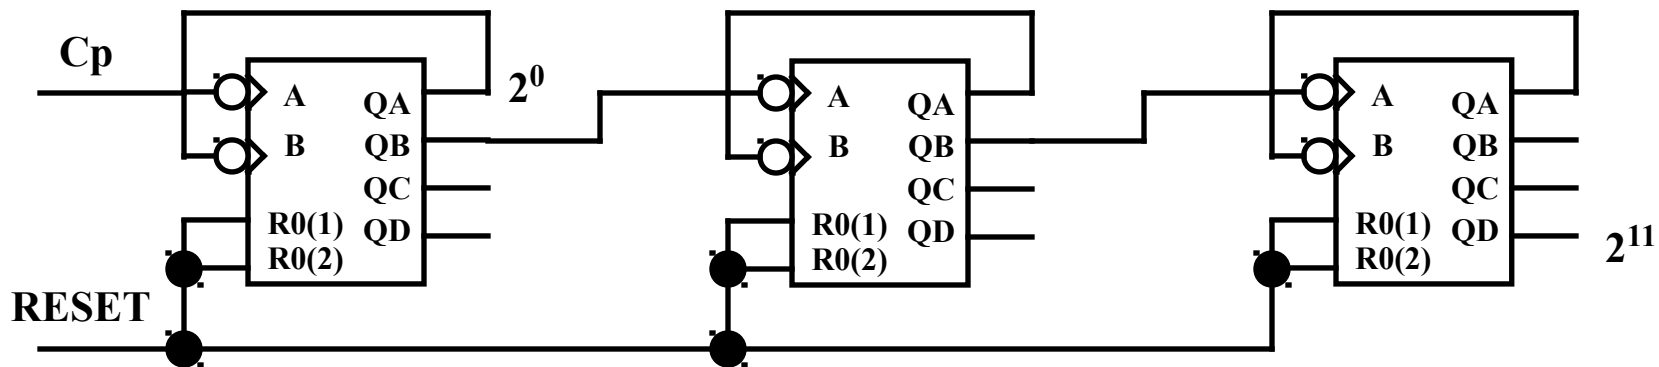 Cp
A
B
R0(1)
R0(2)
QA
QB
QC
QD
2⁰
A
B
R0(1)
R0(2)
QA
QB
QC
QD
A
B
R0(1)
R0(2)
QA
QB
QC
QD
2¹¹
RESET